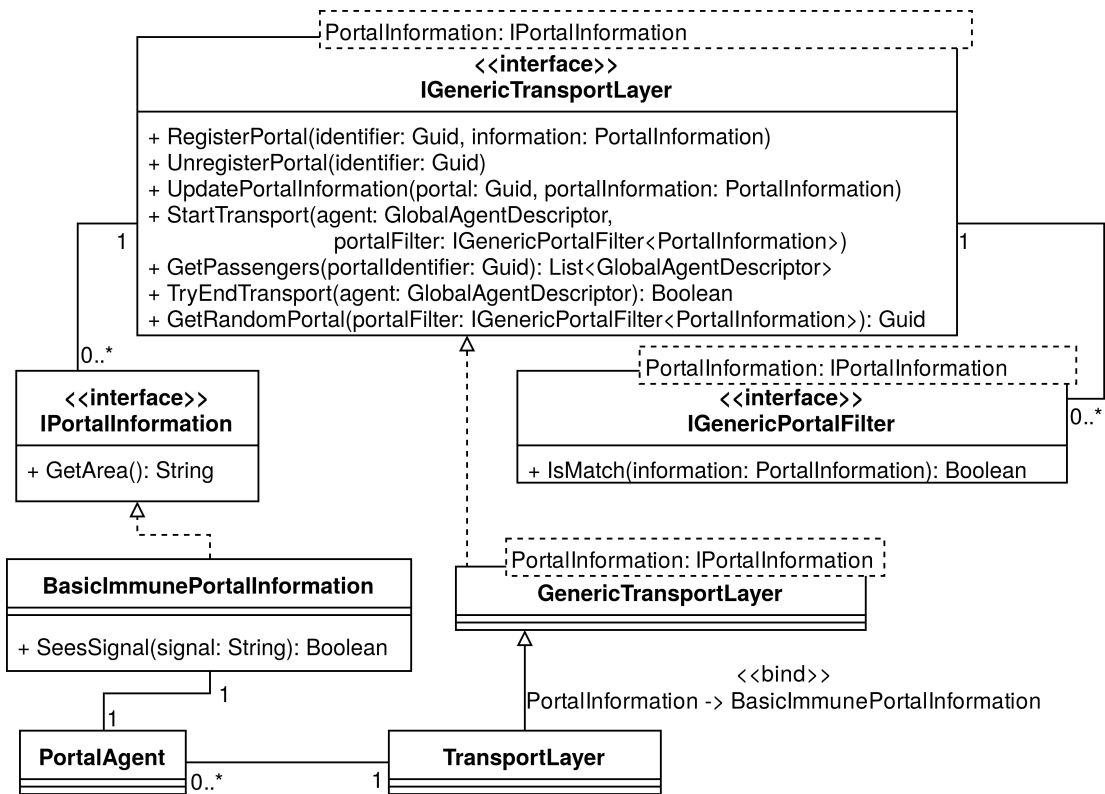 PortalInformation: IPortalInformation
<<interface>>
IGenericTransportLayer
+ RegisterPortal(identifier: Guid, information: PortalInformation)
+ UnregisterPortal(identifier: Guid)
+ UpdatePortalInformation(portal: Guid, portalInformation: PortalInformation)
+ StartTransport(agent: GlobalAgentDescriptor,
portalFilter: IGenericPortalFilter<PortalInformation>)
+ GetPassengers(portalIdentifier: Guid): List<GlobalAgentDescriptor>
+ TryEndTransport(agent: GlobalAgentDescriptor): Boolean
+ GetRandomPortal(portalFilter: IGenericPortalFilter<PortalInformation>): Guid
1
1
0..*
0..*
<<interface>>
IPortalInformation
+ GetArea(): String
PortalInformation: IPortalInformation
<<interface>>
IGenericPortalFilter
+ IsMatch(information: PortalInformation): Boolean
BasicImmunePortalInformation
+ SeesSignal(signal: String): Boolean
PortalInformation: IPortalInformation
GenericTransportLayer
<<bind>>
PortalInformation -> BasicImmunePortalInformation
1
1
PortalAgent
0..*
1
TransportLayer